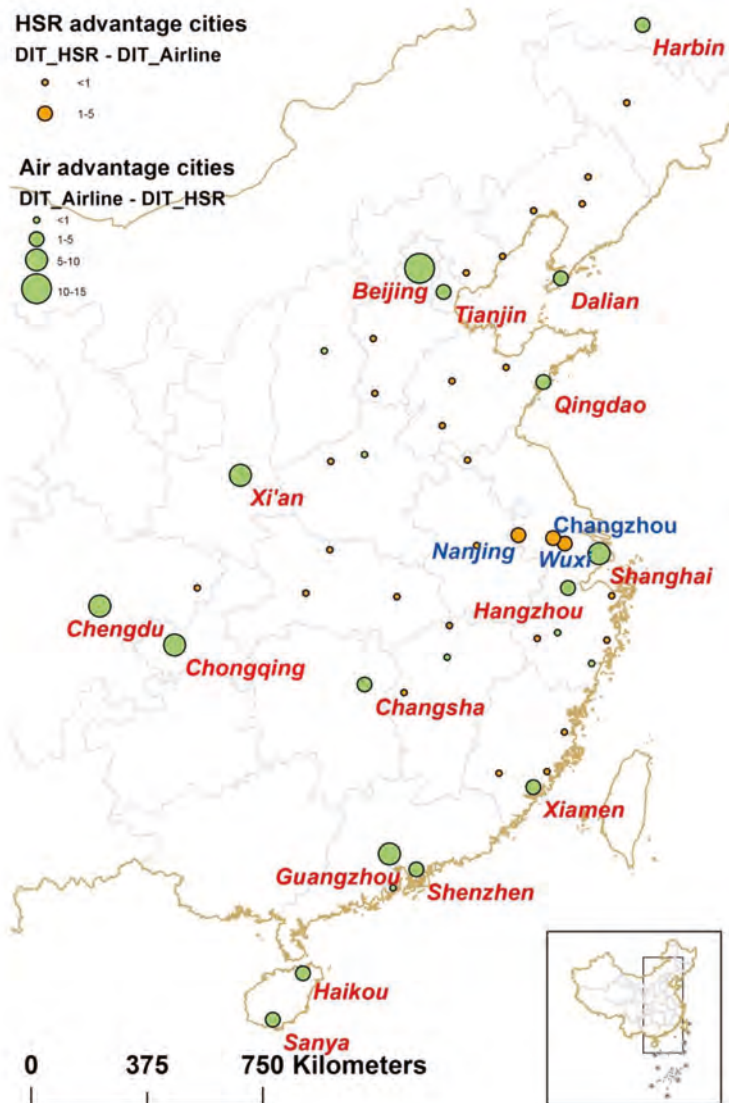 HSR advantage cities
DIT_HSR - DIT_Airline
<1
1-5
Air advantage cities
DIT_Airline - DIT_HSR
<1
1-5
5-10
10-15
Harbin
Beijing
Tianjin
Dalian
Qingdao
Xi'an
Changzhou
Nanjing
Wuxi
Shanghai
Hangzhou
Chengdu
Chongqing
Changsha
Xiamen
Guangzhou
Shenzhen
Haikou
Sanya
0 375 750 Kilometers